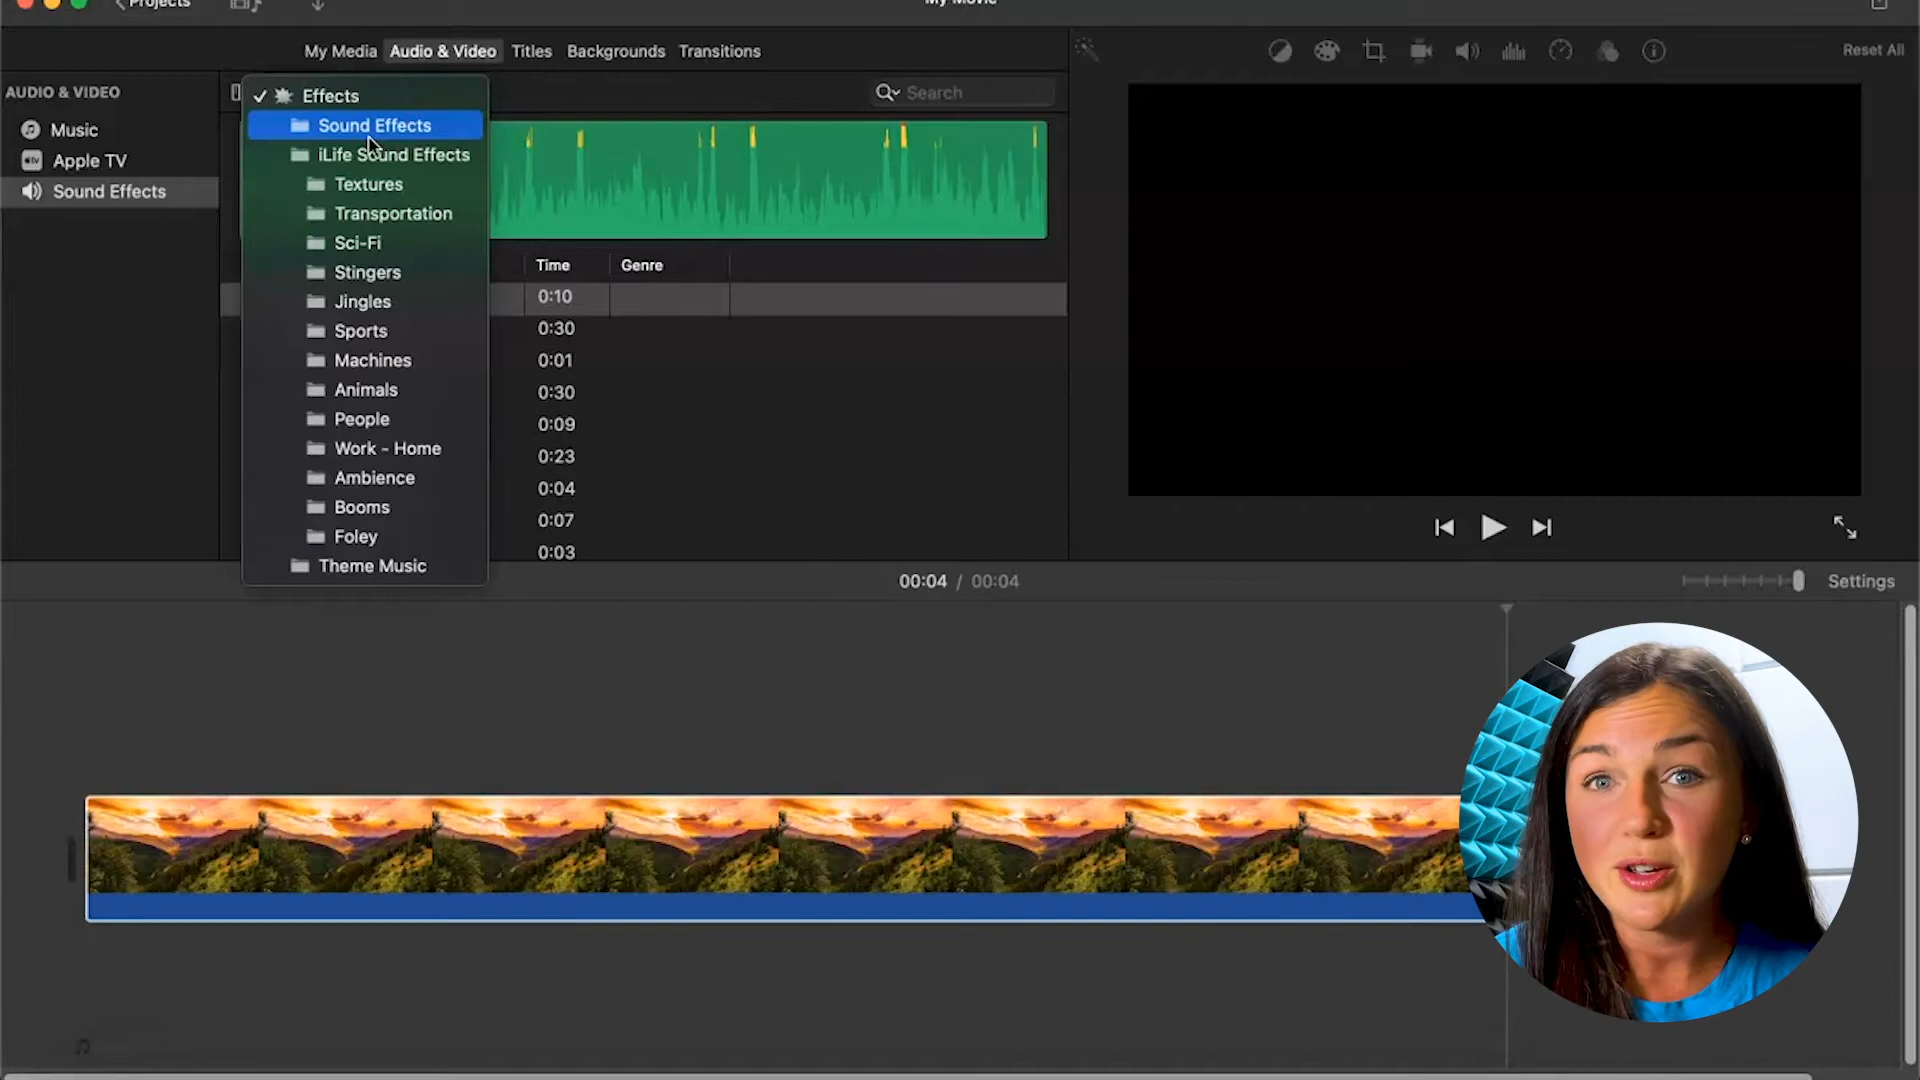 Projects
My Movie
My Media Audio & Video Titles Backgrounds Transitions
Reset All
AUDIO & VIDEO
Music
Apple TV
Sound Effects
Search
✓ Effects
Sound Effects
iLife Sound Effects
Textures
Transportation
Sci-Fi
Stingers
Jingles
Sports
Machines
Animals
People
Work - Home
Ambience
Booms
Foley
Theme Music
Time Genre
0:10
0:30
0:01
0:30
0:09
0:23
0:04
0:07
0:03
00:04 / 00:04
Settings